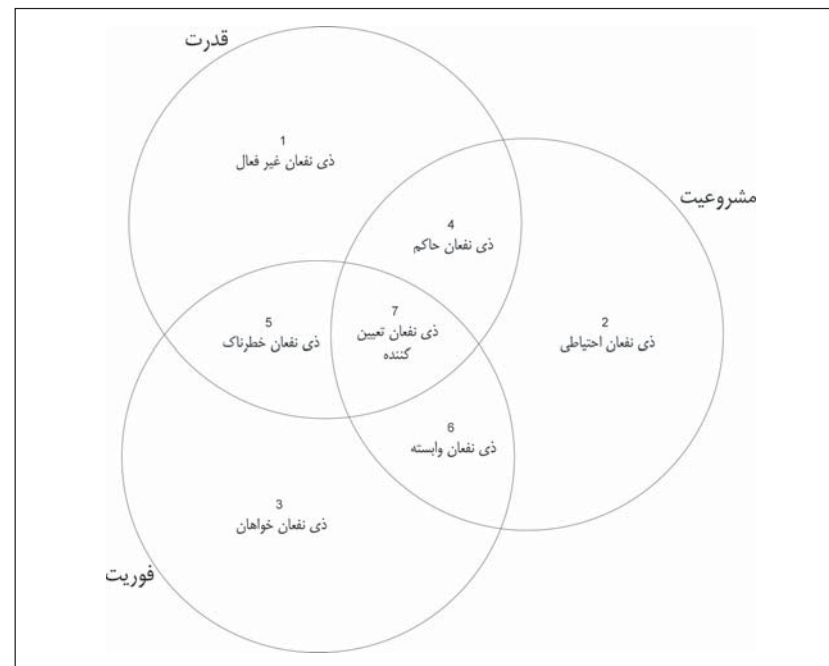 قدرت
1
ذی نفعان غیر فعال
مشروعیت
4
ذی نفعان حاکم
5
ذی نفعان خطرناک
7
ذی نفعان تعیین
کننده
2
ذی نفعان احتیاطی
6
ذی نفعان وابسته
3
ذی نفعان خواهان
فوریت